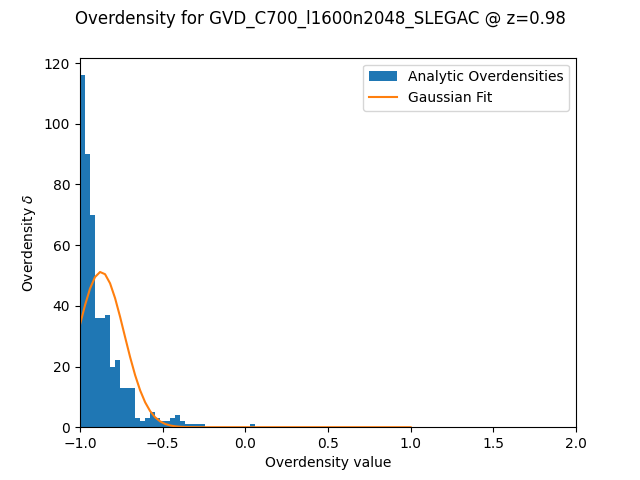 Overdensity for GVD_C700_l1600n2048_SLEGAC @ z=0.98
Analytic Overdensities
Gaussian Fit
Overdensity δ
120
100
80
60
40
20
0
−1.0 −0.5 0.0 0.5 1.0 1.5 2.0
Overdensity value